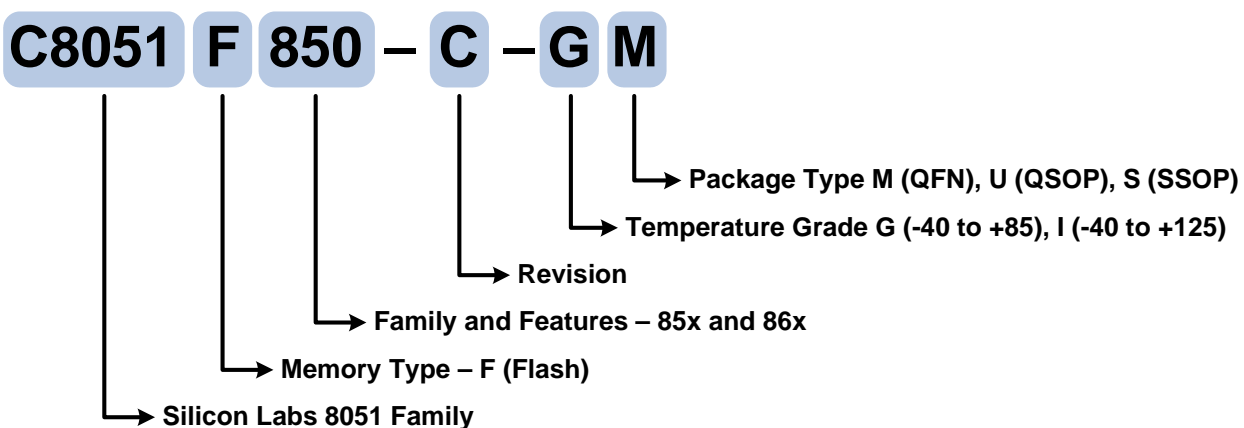 C8051 F 850 – C – G M
Package Type M (QFN), U (QSOP), S (SSOP)
Temperature Grade G (-40 to +85), I (-40 to +125)
Revision
Family and Features – 85x and 86x
Memory Type – F (Flash)
Silicon Labs 8051 Family